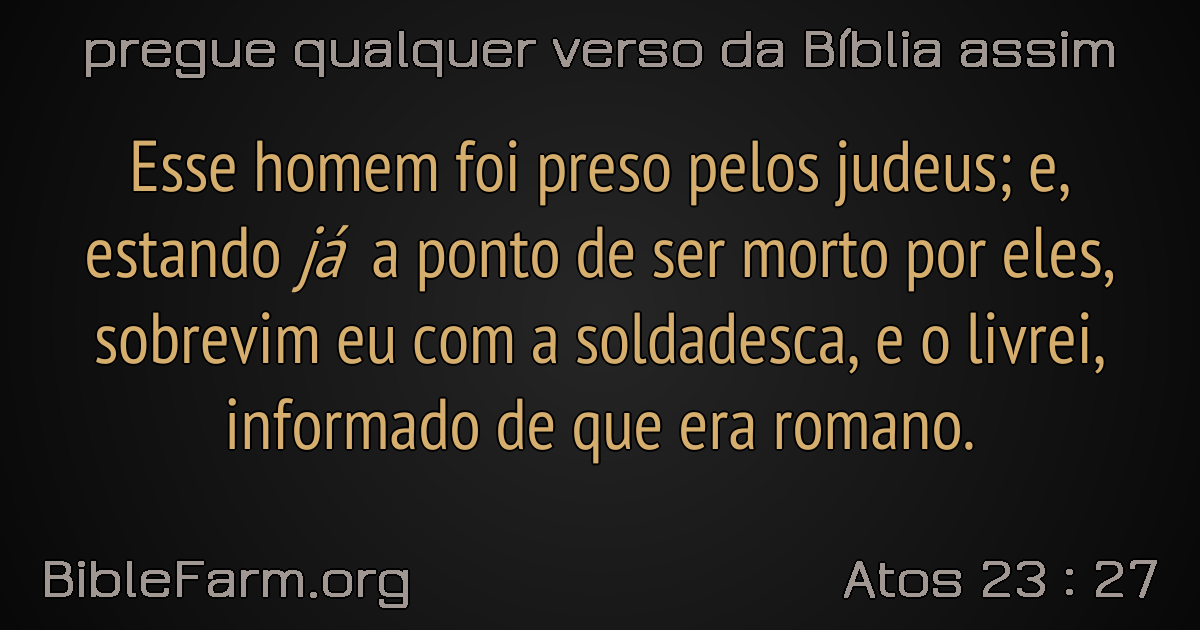 pregue qualquer verso da Bíblia assim
Esse homem foi preso pelos judeus; e,
estando já a ponto de ser morto por eles,
sobrevim eu com a soldadesca, e o livrei,
informado de que era romano.
BibleFarm.org
Atos 23 : 27